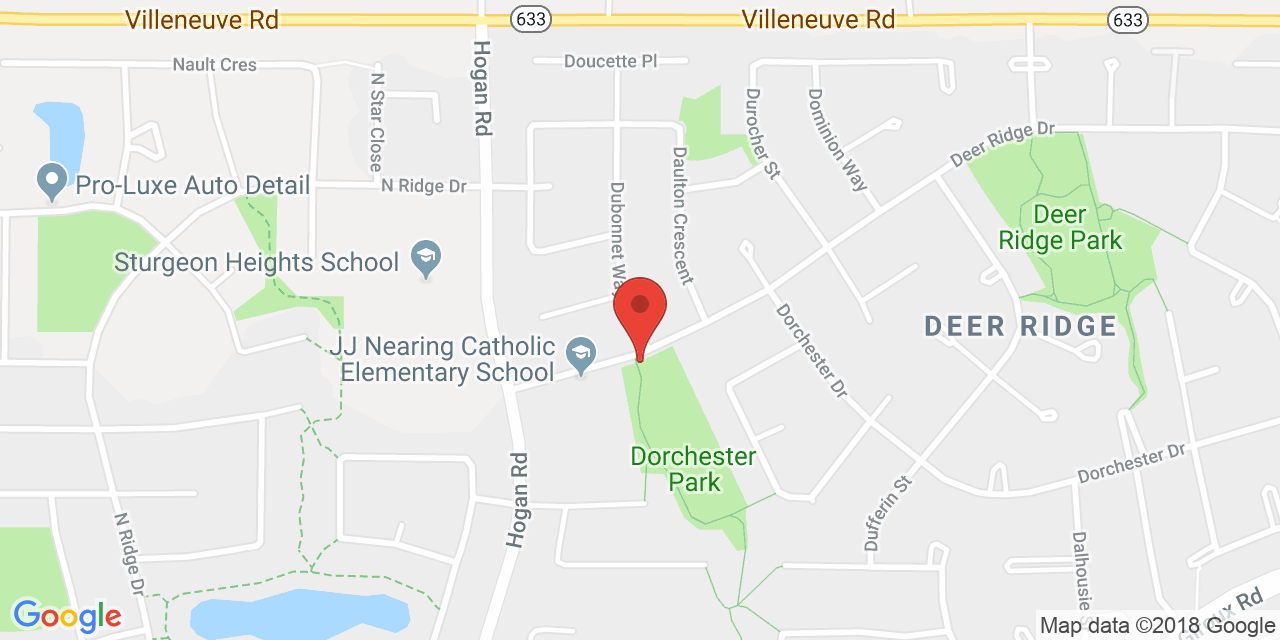 Villeneuve Rd
633
Villeneuve Rd
633
Nault Cres
N Star Close
Hogan Rd
Doucette Pl
Durocher St
Dominion Way
Deer Ridge Dr
Pro-Luxe Auto Detail
N Ridge Dr
Dubonnet Way
Daulton Crescent
Deer
Ridge Park
Sturgeon Heights School
DEER RIDGE
JJ Nearing Catholic
Elementary School
Dorchester Dr
Dorchester
Park
Dorchester Dr
Hogan Rd
Dufferin St
N Ridge Dr
Dalhousie
Rd
Google
Map data ©2018 Google